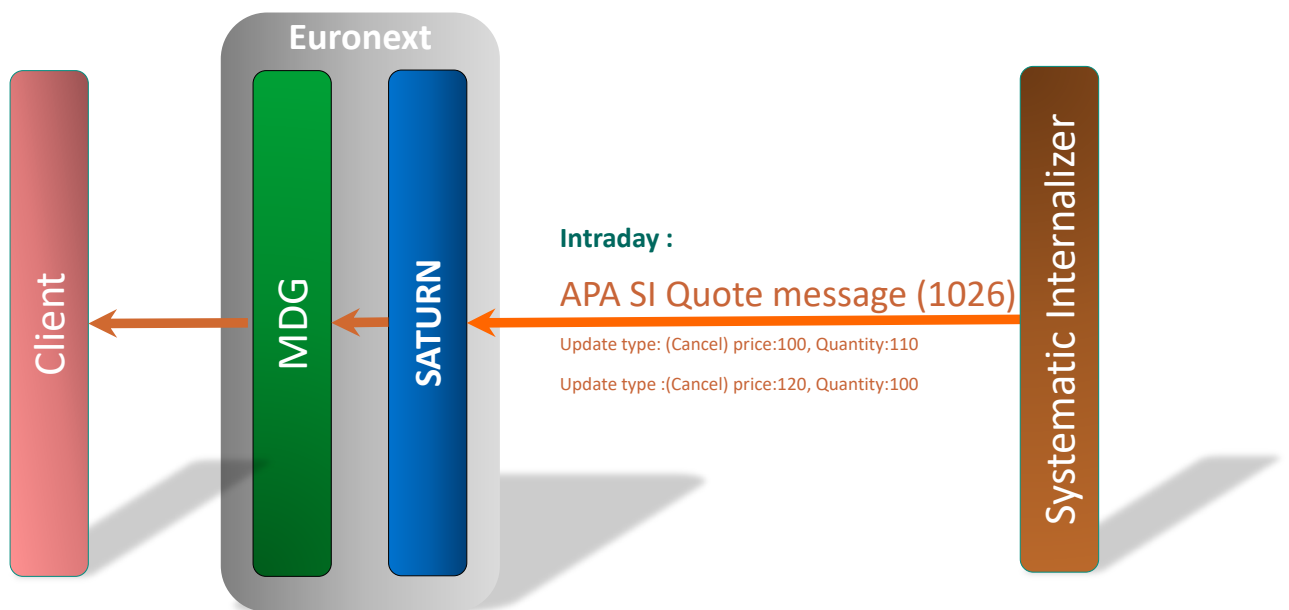 Euronext
Client
MDG
SATURN
Intraday :
APA SI Quote message (1026)
Update type: (Cancel) price:100, Quantity:110
Update type :(Cancel) price:120, Quantity:100
Systematic Internalizer